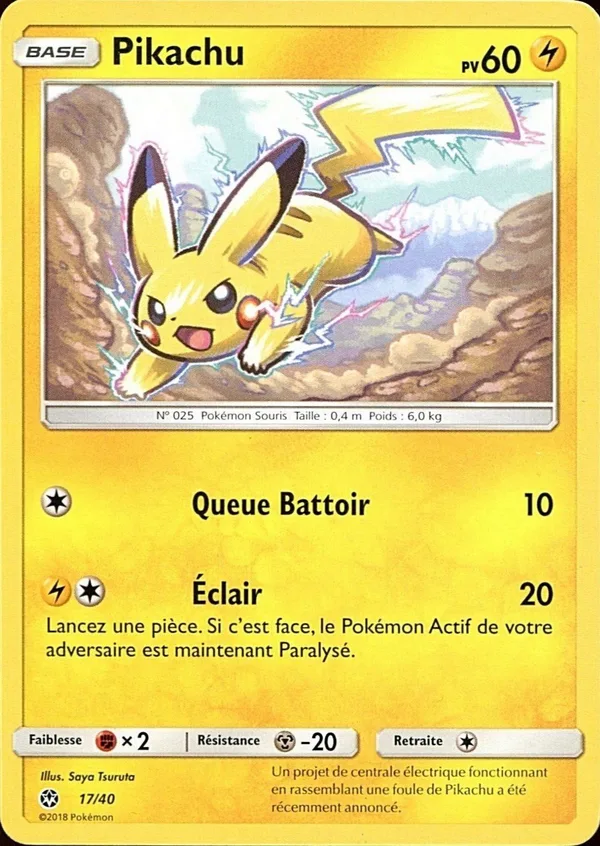 BASE Pikachu PV60
N° 025 Pokémon Souris Taille : 0,4 m Poids : 6,0 kg
Queue Battoir 10
Éclair 20
Lancez une pièce. Si c'est face, le Pokémon Actif de votre
adversaire est maintenant Paralysé.
Faiblesse ×2 Résistance -20 Retraite
Illus. Saya Tsuruta
17/40
©2018 Pokémon
Un projet de centrale électrique fonctionnant
en rassemblant une foule de Pikachu a été
récemment annoncé.